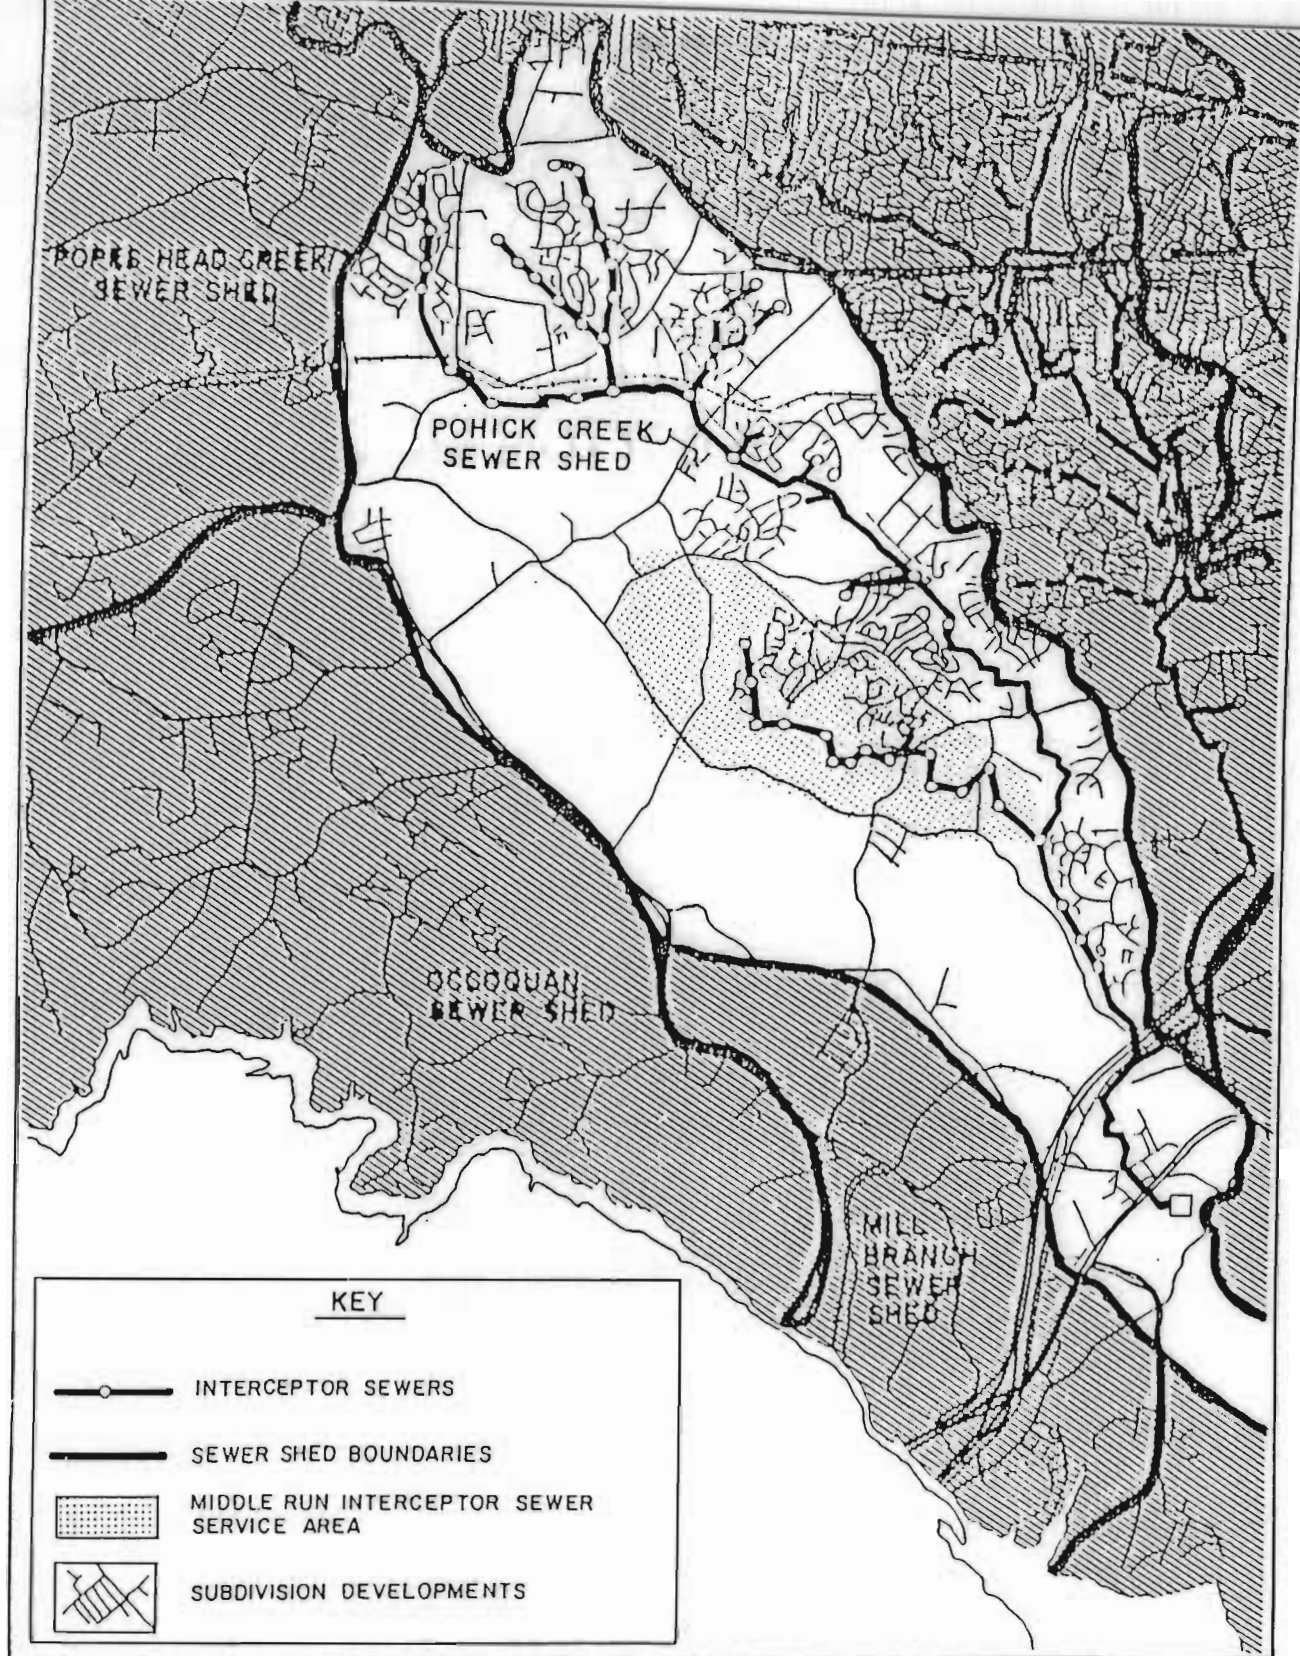 POPES HEAD CREEK
SEWER SHED
POHICK CREEK
SEWER SHED
OCCOQUAN
SEWER SHED
MILL
BRANCH
SEWER
SHED
KEY
INTERCEPTOR SEWERS
SEWER SHED BOUNDARIES
MIDDLE RUN INTERCEPTOR SEWER
SERVICE AREA
SUBDIVISION DEVELOPMENTS